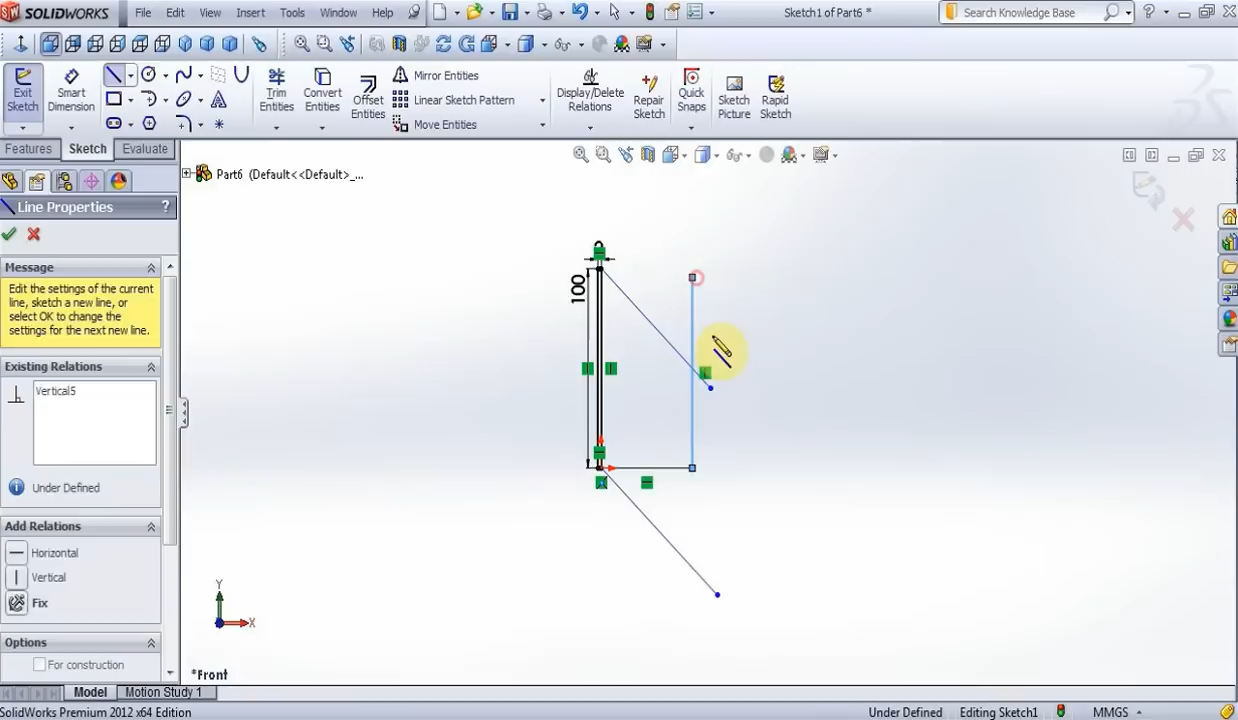 SOLIDWORKS File Edit View Insert Tools Window Help Sketch1 of Part6 * Search Knowledge Base
Exit Sketch
Smart Dimension
Trim Entities
Convert Entities
Offset Entities
Mirror Entities
Linear Sketch Pattern
Move Entities
Display/Delete Relations
Repair Sketch
Quick Snaps
Sketch Picture
Rapid Sketch
Features Sketch Evaluate
Part6 (Default<<Default>_...
Line Properties ?
Message
Edit the settings of the current
line, sketch a new line, or
select OK to change the
settings for the next new line.
Existing Relations
Vertical5
Under Defined
Add Relations
Horizontal
Vertical
Fix
Options
For construction
100
Y
X
*Front
Model Motion Study 1
SolidWorks Premium 2012 x64 Edition Under Defined Editing Sketch1 MMGS